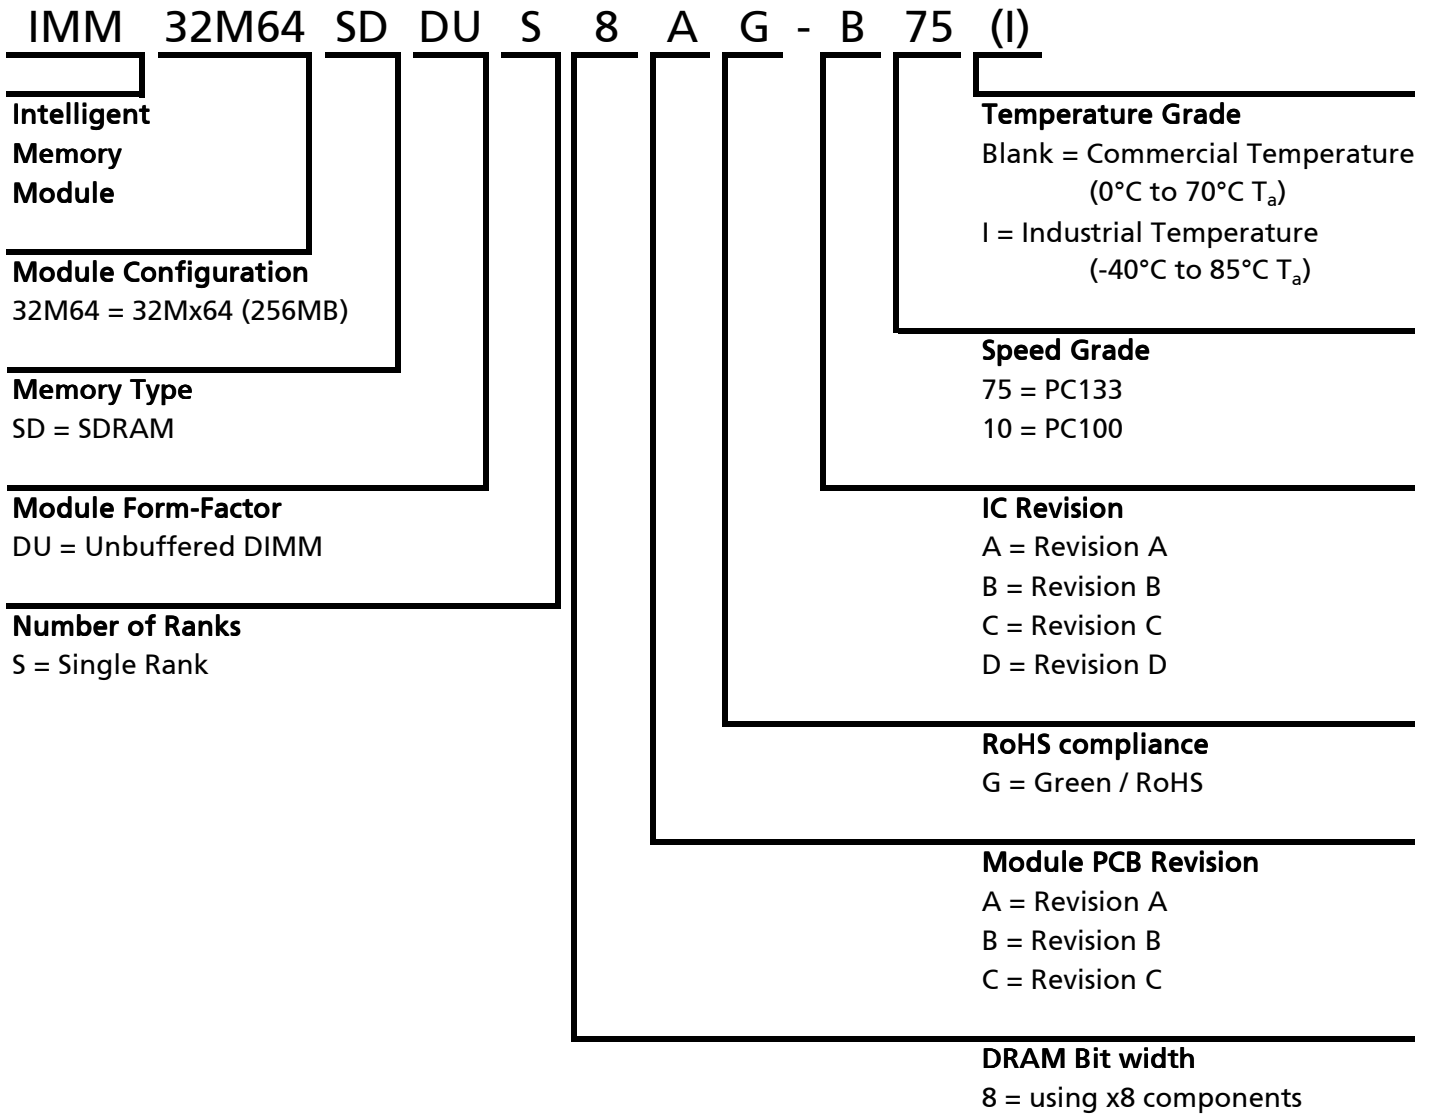 IMM 32M64 SD DU S 8 A G - B 75 (I)
Intelligent
Memory
Module
Module Configuration
32M64 = 32Mx64 (256MB)
Memory Type
SD = SDRAM
Module Form-Factor
DU = Unbuffered DIMM
Number of Ranks
S = Single Rank
Temperature Grade
Blank = Commercial Temperature
(0°C to 70°C Ta)
I = Industrial Temperature
(-40°C to 85°C Ta)
Speed Grade
75 = PC133
10 = PC100
IC Revision
A = Revision A
B = Revision B
C = Revision C
D = Revision D
RoHS compliance
G = Green / RoHS
Module PCB Revision
A = Revision A
B = Revision B
C = Revision C
DRAM Bit width
8 = using x8 components